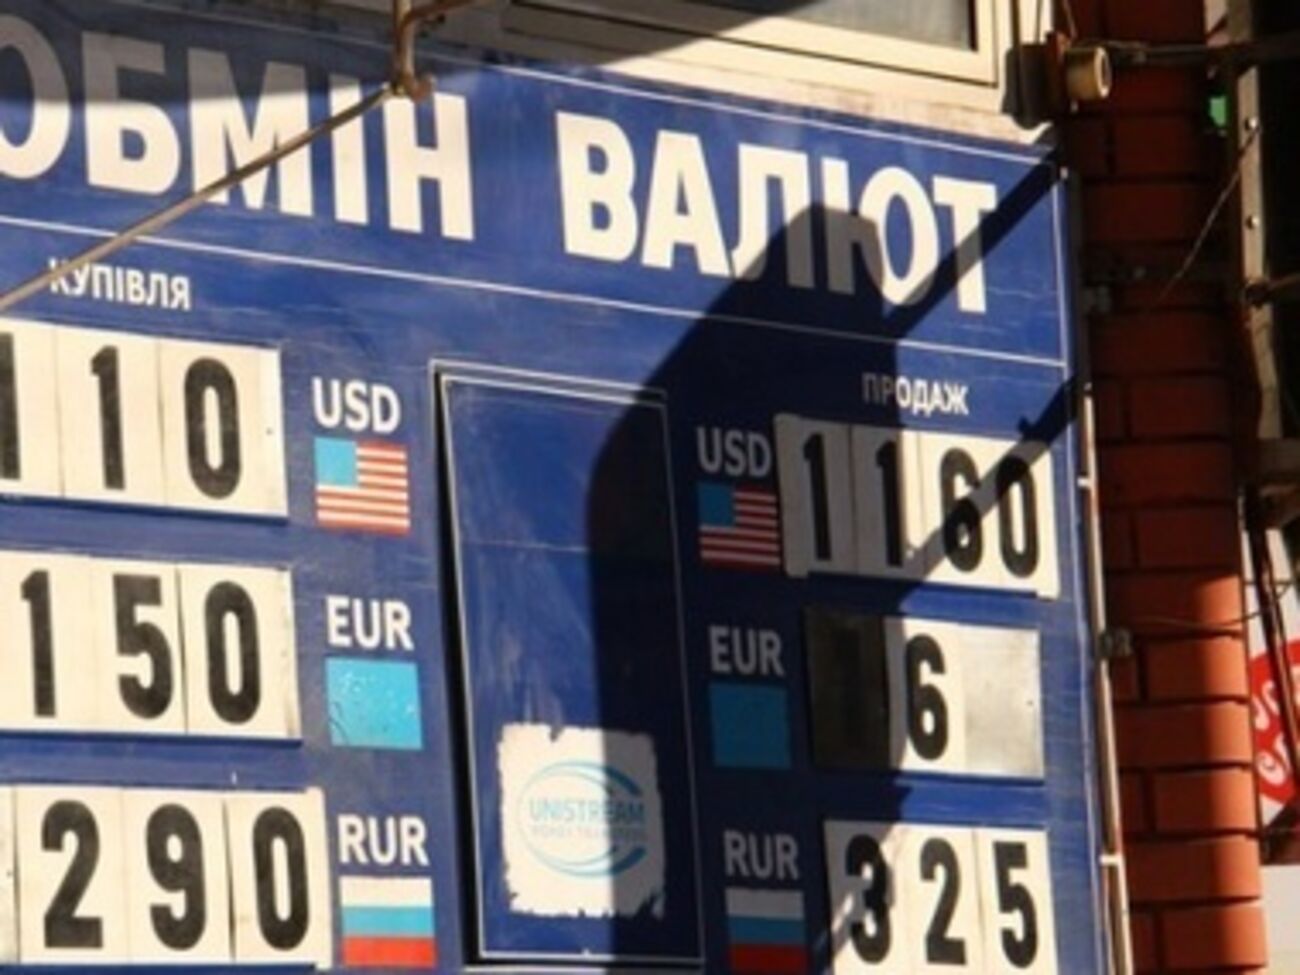 ОБМІН ВАЛЮТ
КУПІВЛЯ ПРОДАЖ
110 USD USD 1160
150 EUR EUR 6
290 RUR RUR 325
UNISTREAM